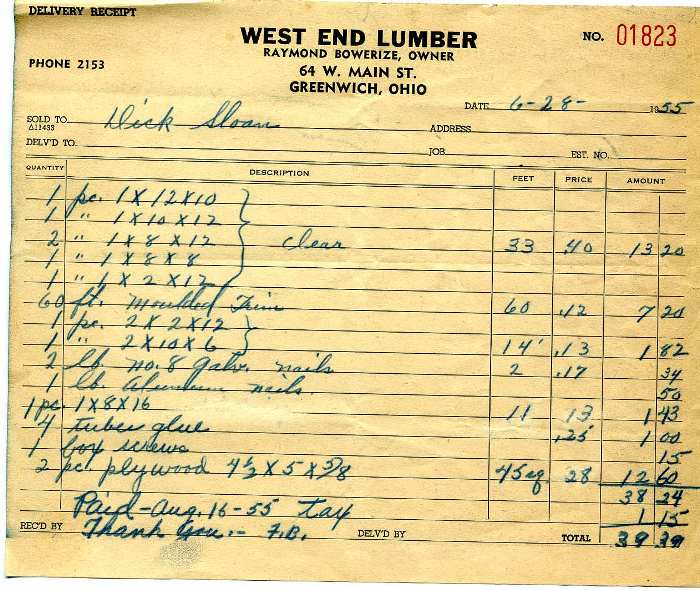 DELIVERY RECEIPT
WEST END LUMBER
NO. 01823
RAYMOND BOWERIZE, OWNER
PHONE 2153
64 W. MAIN ST.
GREENWICH, OHIO
DATE 6-28- 1955
SOLD TO Dick Sloan ADDRESS
Δ11433
DELV'D TO JOB EST. NO.
QUANTITY DESCRIPTION FEET PRICE AMOUNT
1 pc. 1 X 12 X 10
1 " 1 X 10 X 12
2 " 1 X 8 X 12 clear 33 .40 13 20
1 " 1 X 8 X 8
1 " 1 X 2 X 12
60 ft. Moulded Trim 60 .12 7 20
1 pc. 2 X 2 X 12
1 " 2 X 10 X 6 14' .13 1 82
2 lb. no. 8 Galv. nails 2 .17 34
1 lb. Aluminum nails. 50
1 pc. 1 X 8 X 16 11 13 1 43
4 tubes glue .25 1 00
1 box screws 15
2 pc. plywood 4 1/2 X 5 X 5/8 45 sq 28 12 60
38 24
Paid - Aug. 16 - 55 tax 1 15
REC'D BY Thank You. - F.B. DELV'D BY TOTAL 39 39